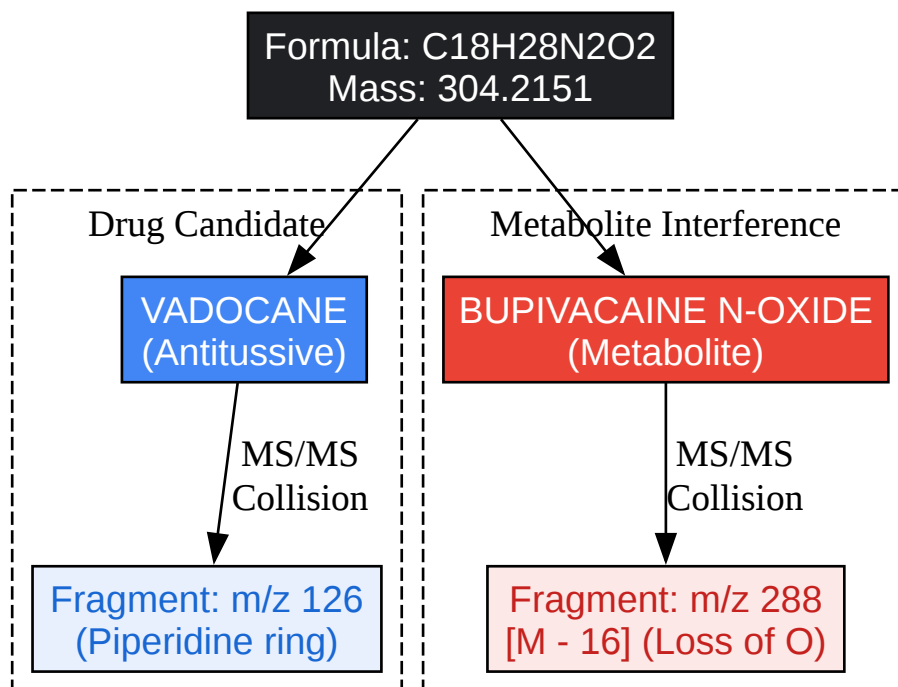 Formula: C18H28N2O2
Mass: 304.2151
Drug Candidate
Metabolite Interference
VADOCANE
(Antitussive)
BUPIVACAINE N-OXIDE
(Metabolite)
MS/MS
Collision
MS/MS
Collision
Fragment: m/z 126
(Piperidine ring)
Fragment: m/z 288
[M - 16] (Loss of O)